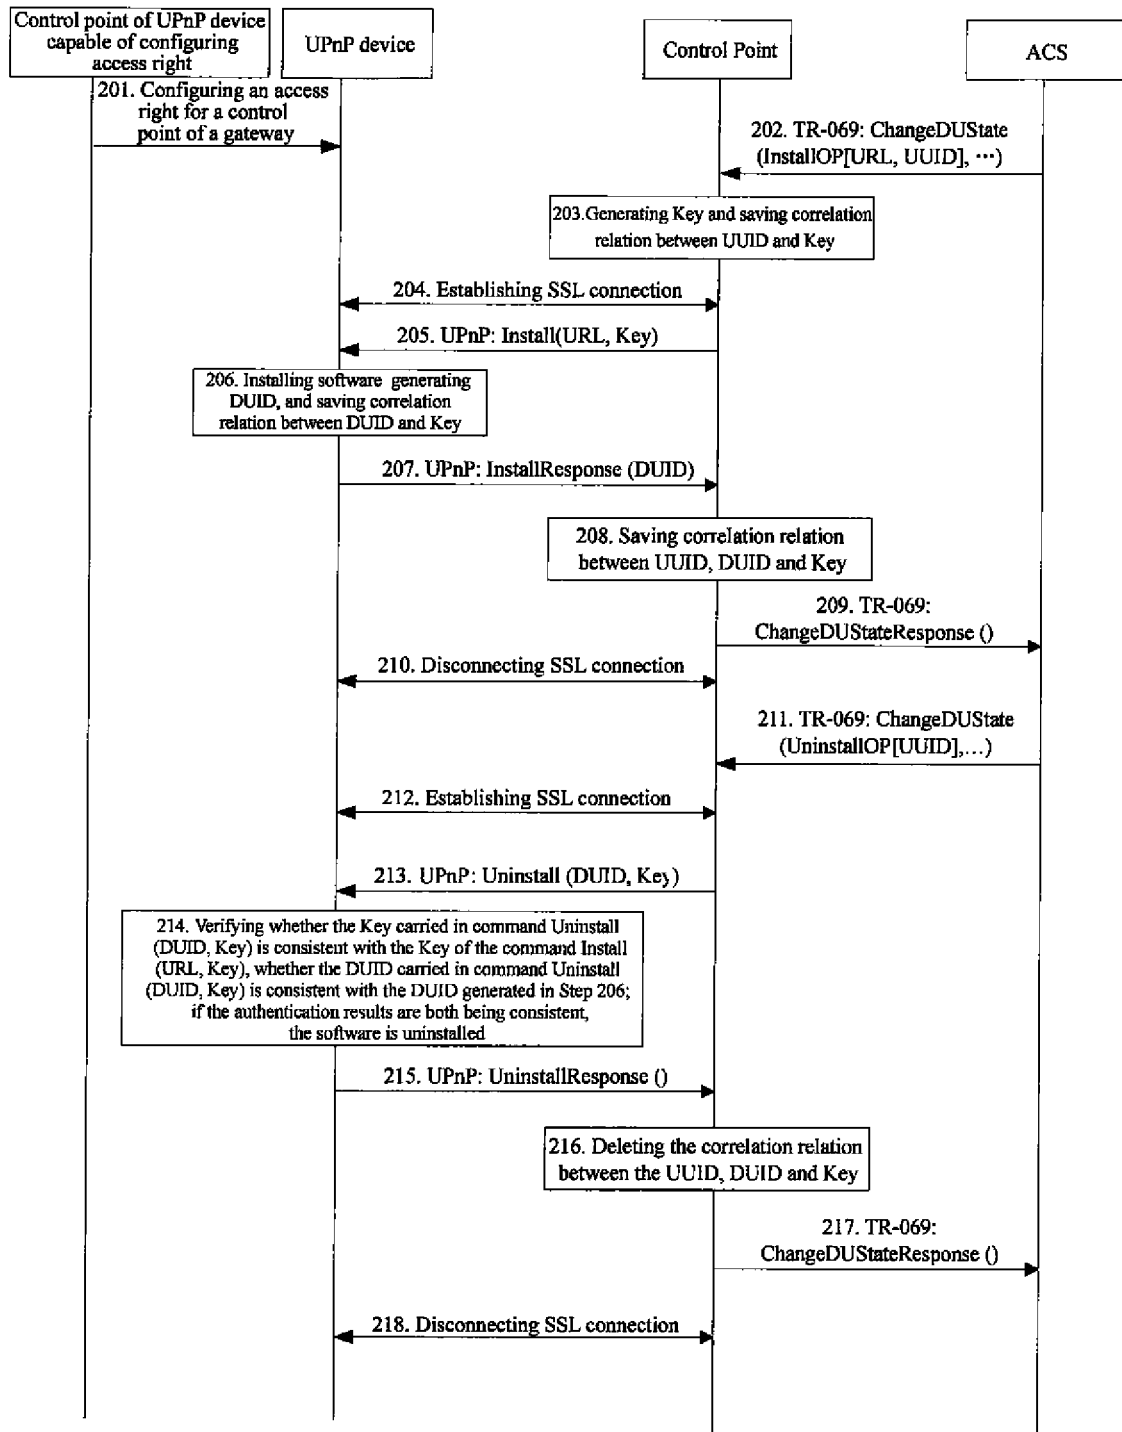 Control point of UPnP device
capable of configuring
access right
UPnP device
Control Point
ACS
201. Configuring an access
right for a control
point of a gateway
202. TR-069: ChangeDUState
(InstallOP[URL, UUID], ···)
203.Generating Key and saving correlation
relation between UUID and Key
204. Establishing SSL connection
205. UPnP: Install(URL, Key)
206. Installing software generating
DUID, and saving correlation
relation between DUID and Key
207. UPnP: InstallResponse (DUID)
208. Saving correlation relation
between UUID, DUID and Key
209. TR-069:
ChangeDUStateResponse ()
210. Disconnecting SSL connection
211. TR-069: ChangeDUState
(UninstallOP[UUID],...)
212. Establishing SSL connection
213. UPnP: Uninstall (DUID, Key)
214. Verifying whether the Key carried in command Uninstall
(DUID, Key) is consistent with the Key of the command Install
(URL, Key), whether the DUID carried in command Uninstall
(DUID, Key) is consistent with the DUID generated in Step 206;
if the authentication results are both being consistent,
the software is uninstalled
215. UPnP: UninstallResponse ()
216. Deleting the correlation relation
between the UUID, DUID and Key
217. TR-069:
ChangeDUStateResponse ()
218. Disconnecting SSL connection